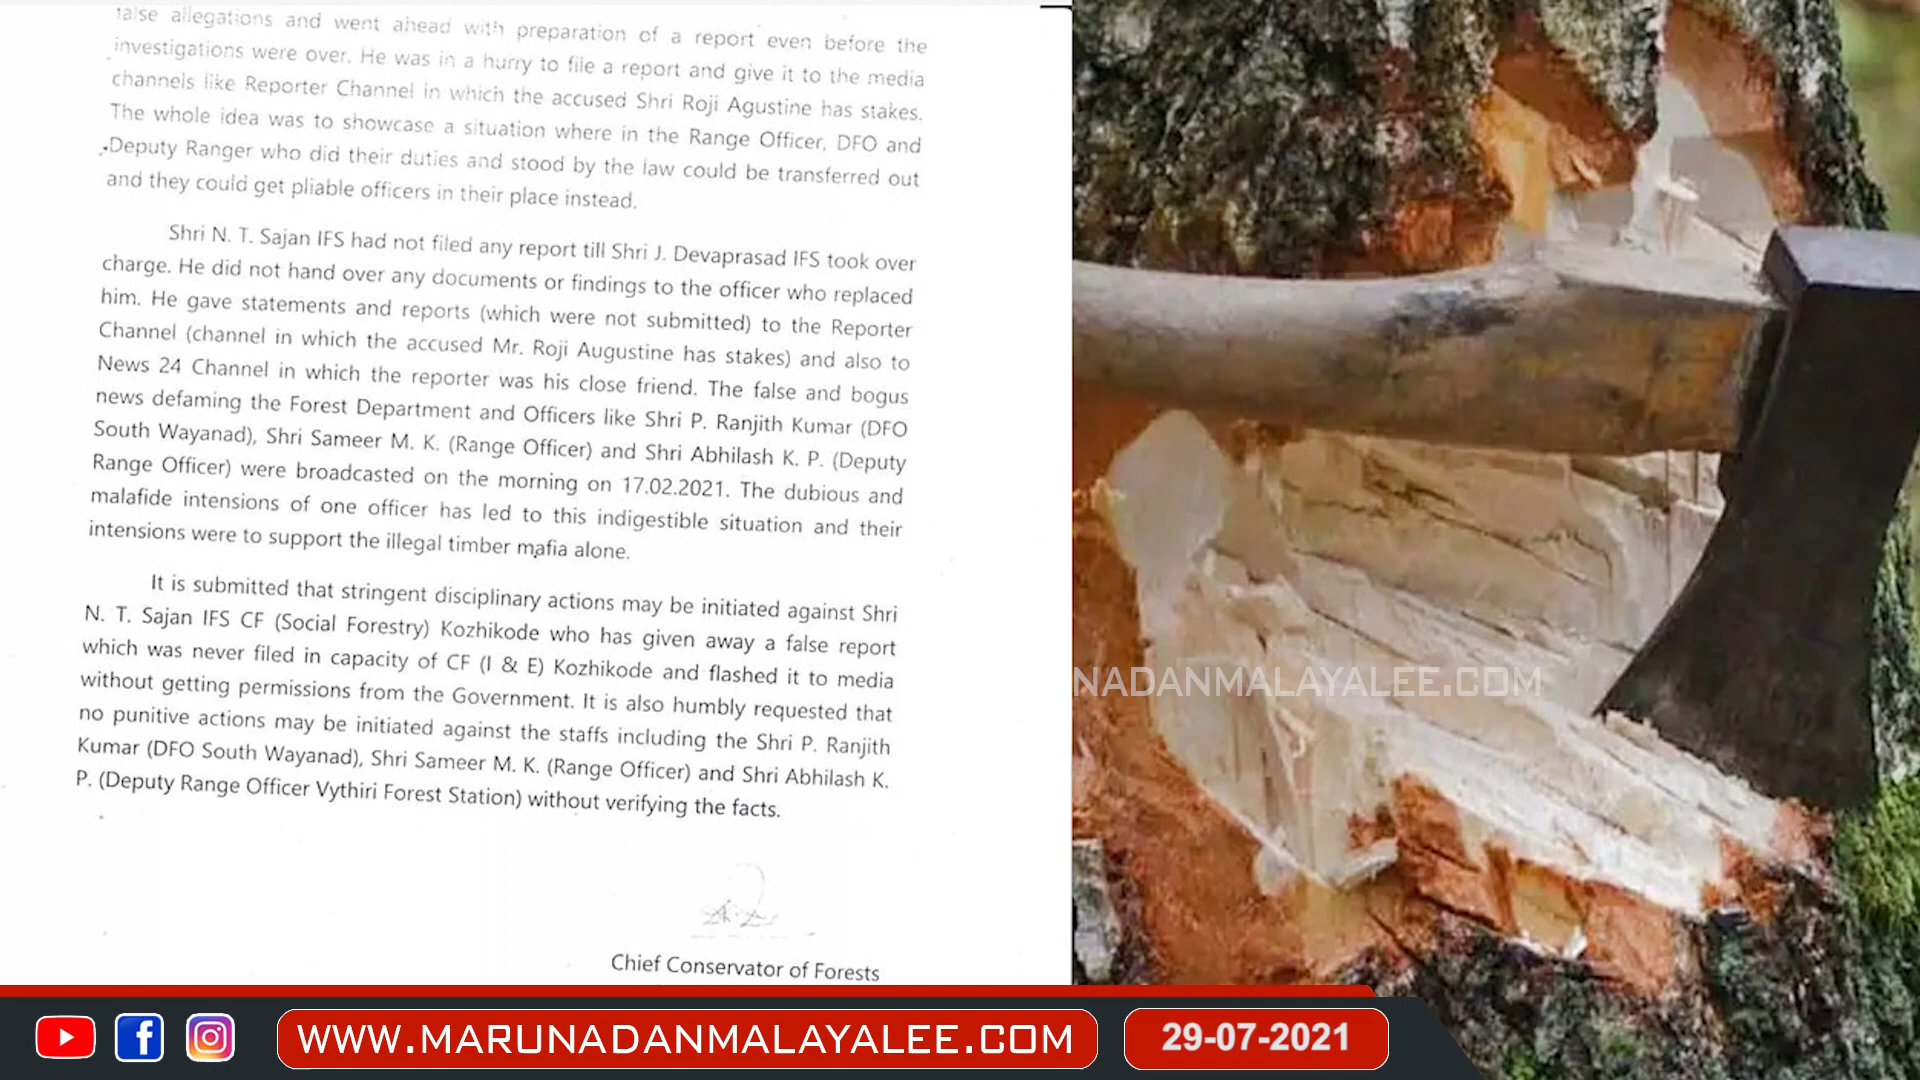 false allegations and went ahead with preparation of a report even before the
investigations were over. He was in a hurry to file a report and give it to the media
channels like Reporter Channel in which the accused Shri Roji Agustine has stakes.
The whole idea was to showcase a situation where in the Range Officer, DFO and
Deputy Ranger who did their duties and stood by the law could be transferred out
and they could get pliable officers in their place instead.
Shri N. T. Sajan IFS had not filed any report till Shri J. Devaprasad IFS took over
charge. He did not hand over any documents or findings to the officer who replaced
him. He gave statements and reports (which were not submitted) to the Reporter
Channel (channel in which the accused Mr. Roji Augustine has stakes) and also to
News 24 Channel in which the reporter was his close friend. The false and bogus
news defaming the Forest Department and Officers like Shri P. Ranjith Kumar (DFO
South Wayanad), Shri Sameer M. K. (Range Officer) and Shri Abhilash K. P. (Deputy
Range Officer) were broadcasted on the morning on 17.02.2021. The dubious and
malafide intensions of one officer has led to this indigestible situation and their
intensions were to support the illegal timber mafia alone.
It is submitted that stringent disciplinary actions may be initiated against Shri
N. T. Sajan IFS CF (Social Forestry) Kozhikode who has given away a false report
which was never filed in capacity of CF (I & E) Kozhikode and flashed it to media
without getting permissions from the Government. It is also humbly requested that
no punitive actions may be initiated against the staffs including the Shri P. Ranjith
Kumar (DFO South Wayanad), Shri Sameer M. K. (Range Officer) and Shri Abhilash K.
P. (Deputy Range Officer Vythiri Forest Station) without verifying the facts.
Chief Conservator of Forests
NADANMALAYALEE.COM
WWW.MARUNADANMALAYALEE.COM
29-07-2021